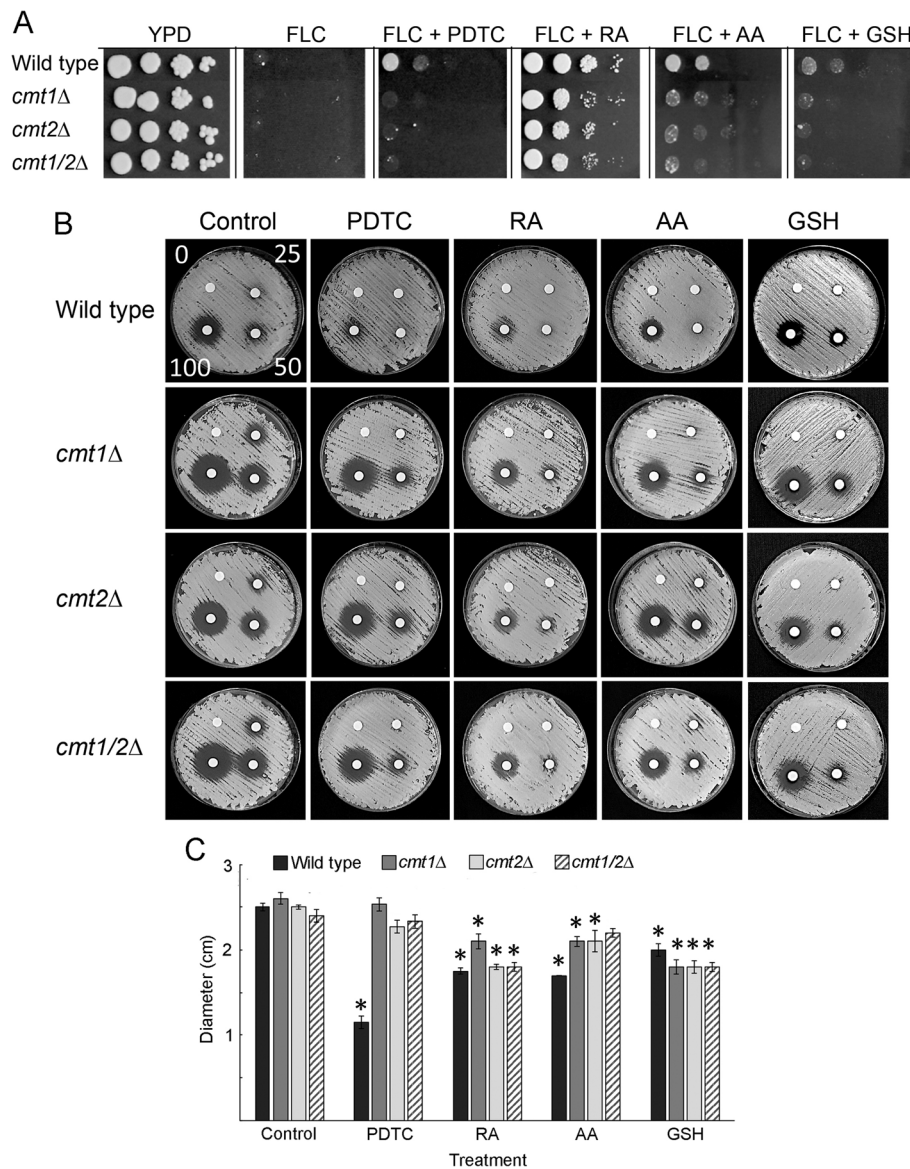 A
YPD FLC FLC + PDTC FLC + RA FLC + AA FLC + GSH
Wild type
cmt1Δ
cmt2Δ
cmt1/2Δ
B
Control PDTC RA AA GSH
0 25
Wild type
100 50
cmt1Δ
cmt2Δ
cmt1/2Δ
C
Wild type cmt1Δ cmt2Δ cmt1/2Δ
3
2
1
Diameter (cm)
* * * * * * * * * * * *
Control PDTC RA AA GSH
Treatment